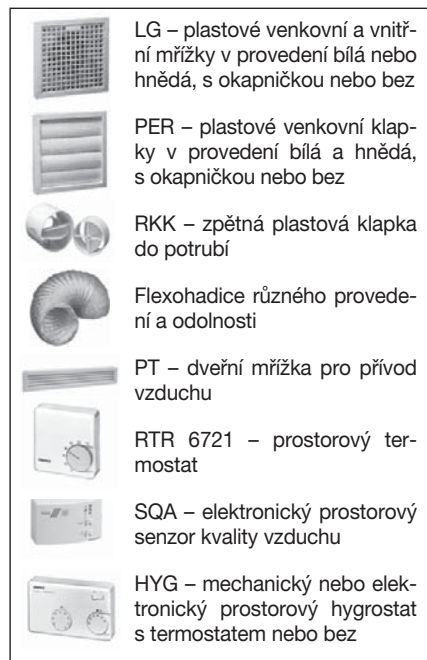 LG – plastové venkovní a vnitř-
ní mřížky v provedení bílá nebo
hnědá, s okapničkou nebo bez
PER – plastové venkovní klap-
ky v provedení bílá a hnědá,
s okapničkou nebo bez
RKK – zpětná plastová klapka
do potrubí
Flexohadice různého provede-
ní a odolnosti
PT – dveřní mřížka pro přívod
vzduchu
RTR 6721 – prostorový ter-
mostat
SQA – elektronický prostorový
senzor kvality vzduchu
HYG – mechanický nebo elek-
tronický prostorový hygrostat
s termostatem nebo bez